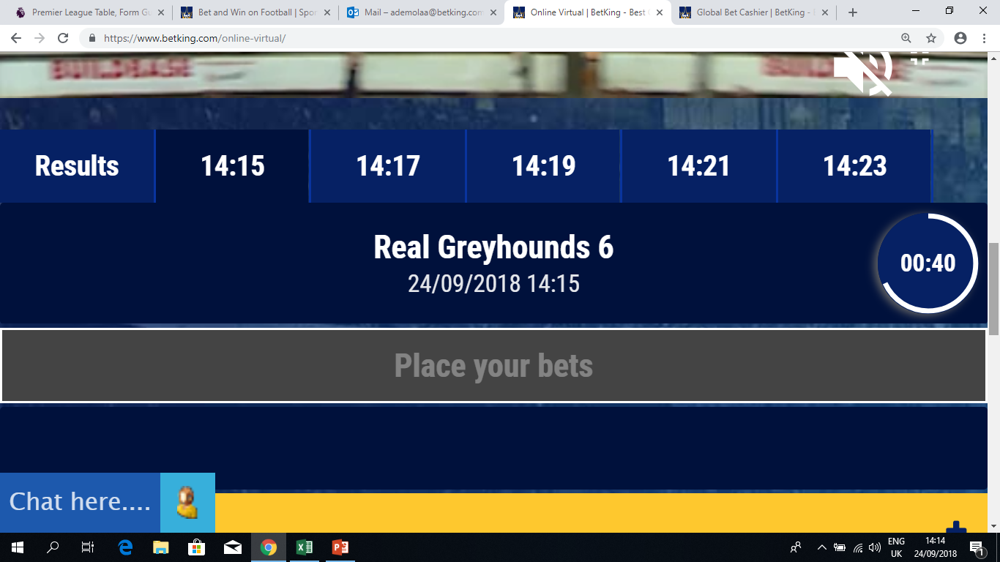 Premier League Table, Form Gu
Bet and Win on Football | Spor
Mail – ademolaa@betking.com
Online Virtual | BetKing - Best
Global Bet Cashier | BetKing -
https://www.betking.com/online-virtual/
BUILDBASE
BUILDBASE
Results
14:15
14:17
14:19
14:21
14:23
Real Greyhounds 6
24/09/2018 14:15
00:40
Place your bets
Chat here....
ENG
UK
14:14
24/09/2018
1